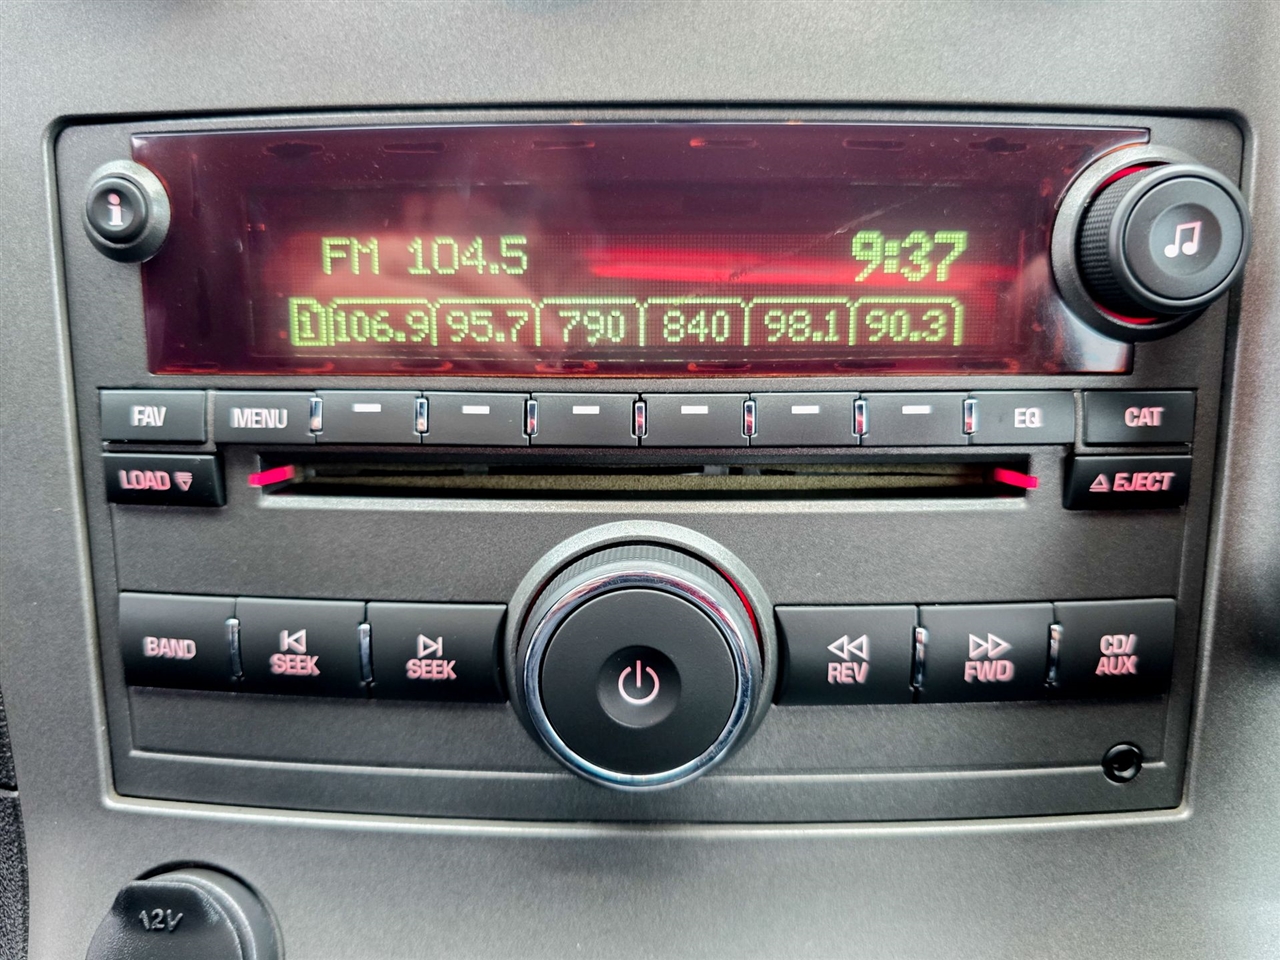 i
FM 104.5 9:37
1 106.9 95.7 790 840 98.1 90.3
FAV MENU EQ CAT
LOAD EJECT
BAND SEEK SEEK REV FWD CD/
AUX
12V